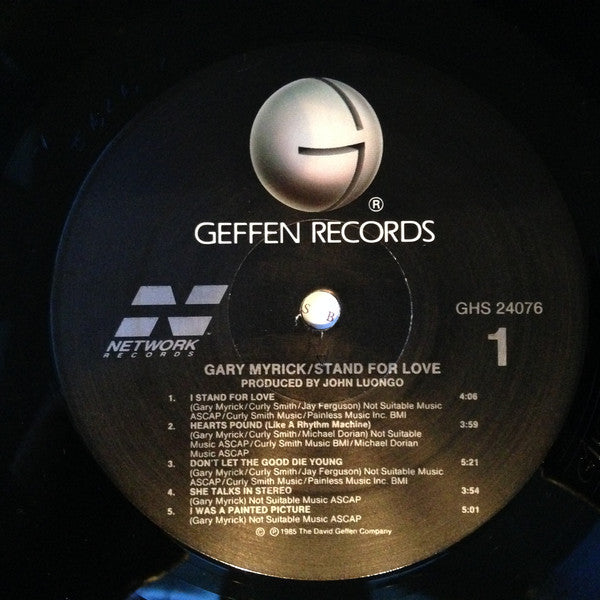 G
®
GEFFEN RECORDS
N
NETWORK™
RECORDS
GHS 24076
1
GARY MYRICK/STAND FOR LOVE
PRODUCED BY JOHN LUONGO
1. I STAND FOR LOVE 4:06
(Gary Myrick/Curly Smith/Jay Ferguson) Not Suitable Music
ASCAP/Curly Smith Music/Painless Music Inc. BMI
2. HEARTS POUND (Like A Rhythm Machine) 3:59
(Gary Myrick/Curly Smith/Michael Dorian) Not Suitable
Music ASCAP/Curly Smith Music BMI/Michael Dorian
Music ASCAP
3. DON'T LET THE GOOD DIE YOUNG 5:21
(Gary Myrick/Curly Smith/Jay Ferguson) Not Suitable Music
ASCAP/Curly Smith Music/Painless Music Inc. BMI
4. SHE TALKS IN STEREO 3:54
(Gary Myrick) Not Suitable Music ASCAP
5. I WAS A PAINTED PICTURE 5:01
(Gary Myrick) Not Suitable Music ASCAP
© ℗ 1985 The David Geffen Company